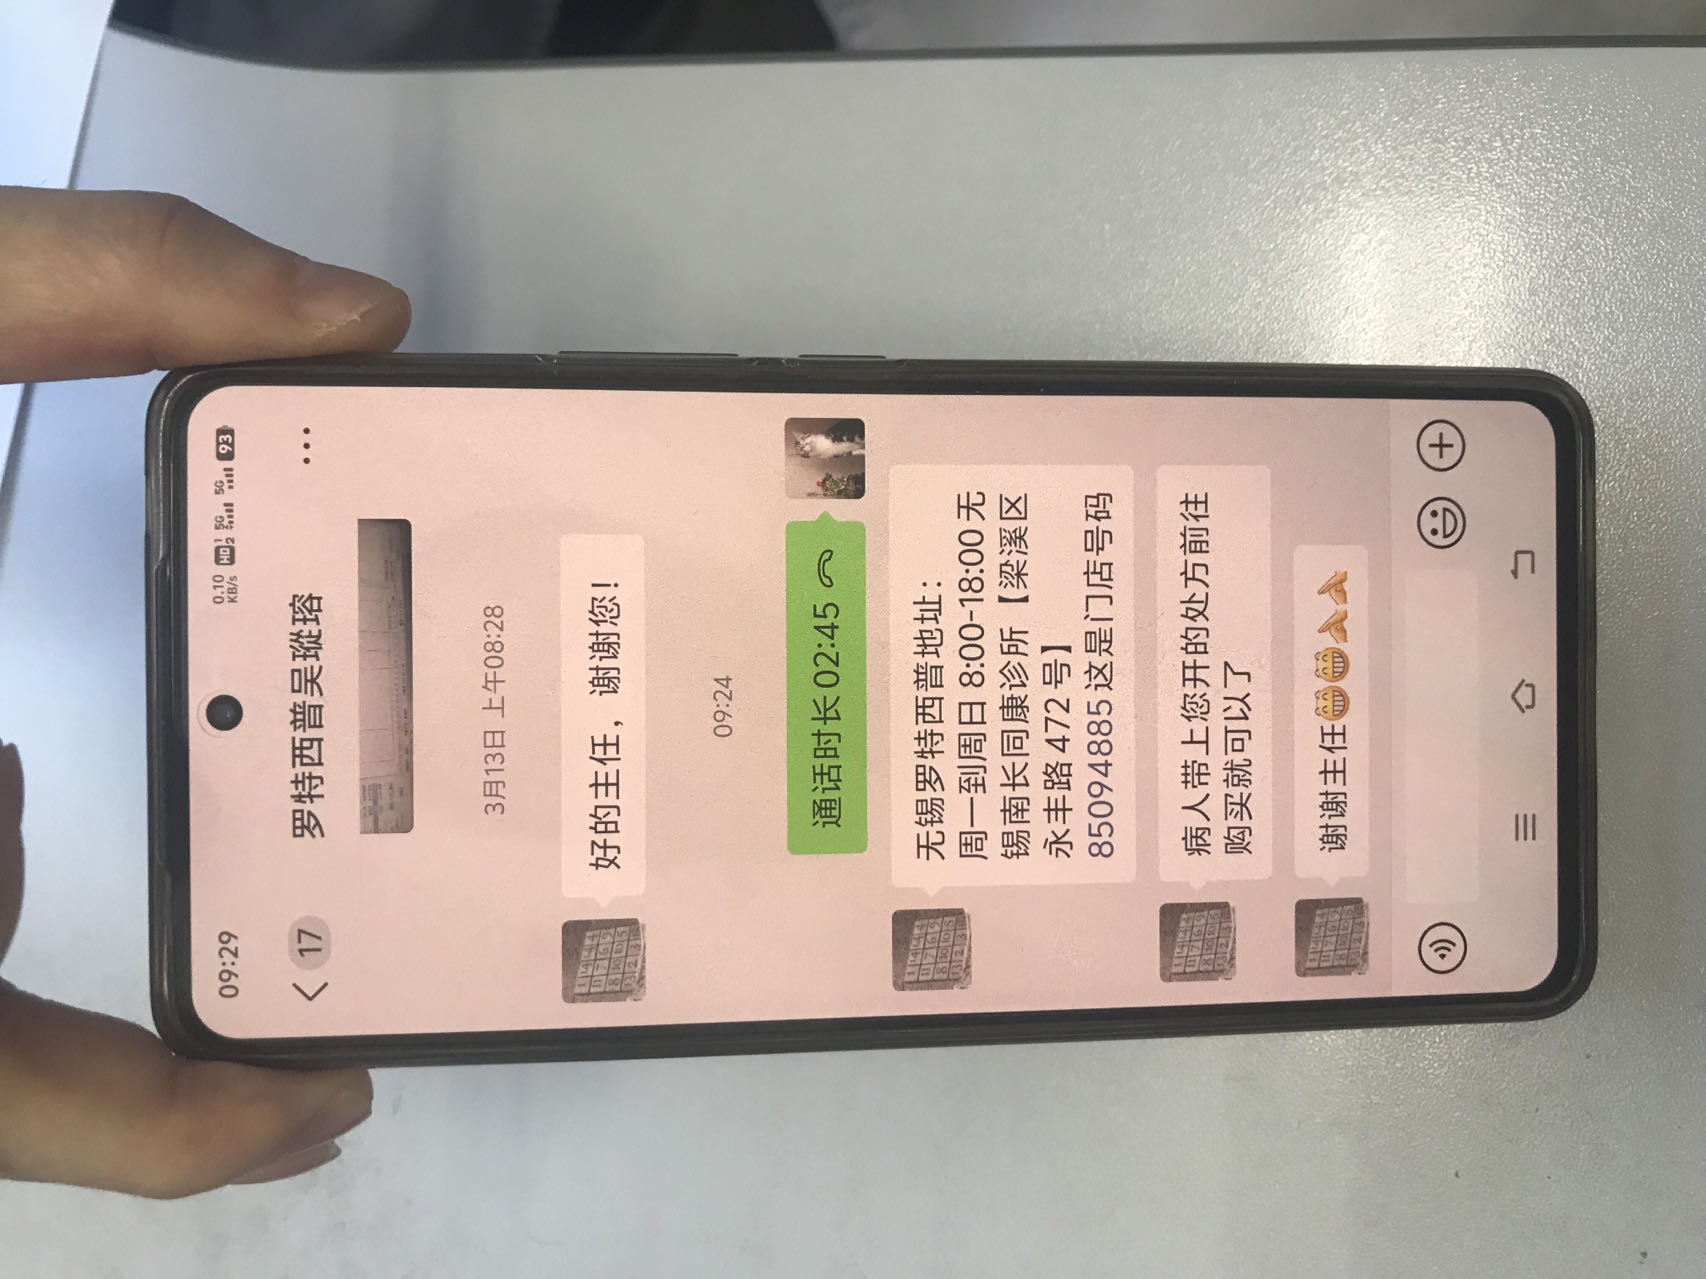 09:29
0.10 KB/s HD 1 2 5G 5G 93
17
罗特西普吴瑽瑢
3月13日 上午08:28
好的主任，谢谢您！
09:24
通话时长 02:45
无锡罗特西普地址：
周一到周日 8:00-18:00 无
锡南长同康诊所【梁溪区
永丰路 472 号】
85094885 这是门店号码
病人带上您开的处方前往
购买就可以了
谢谢主任😁😁🙏🙏